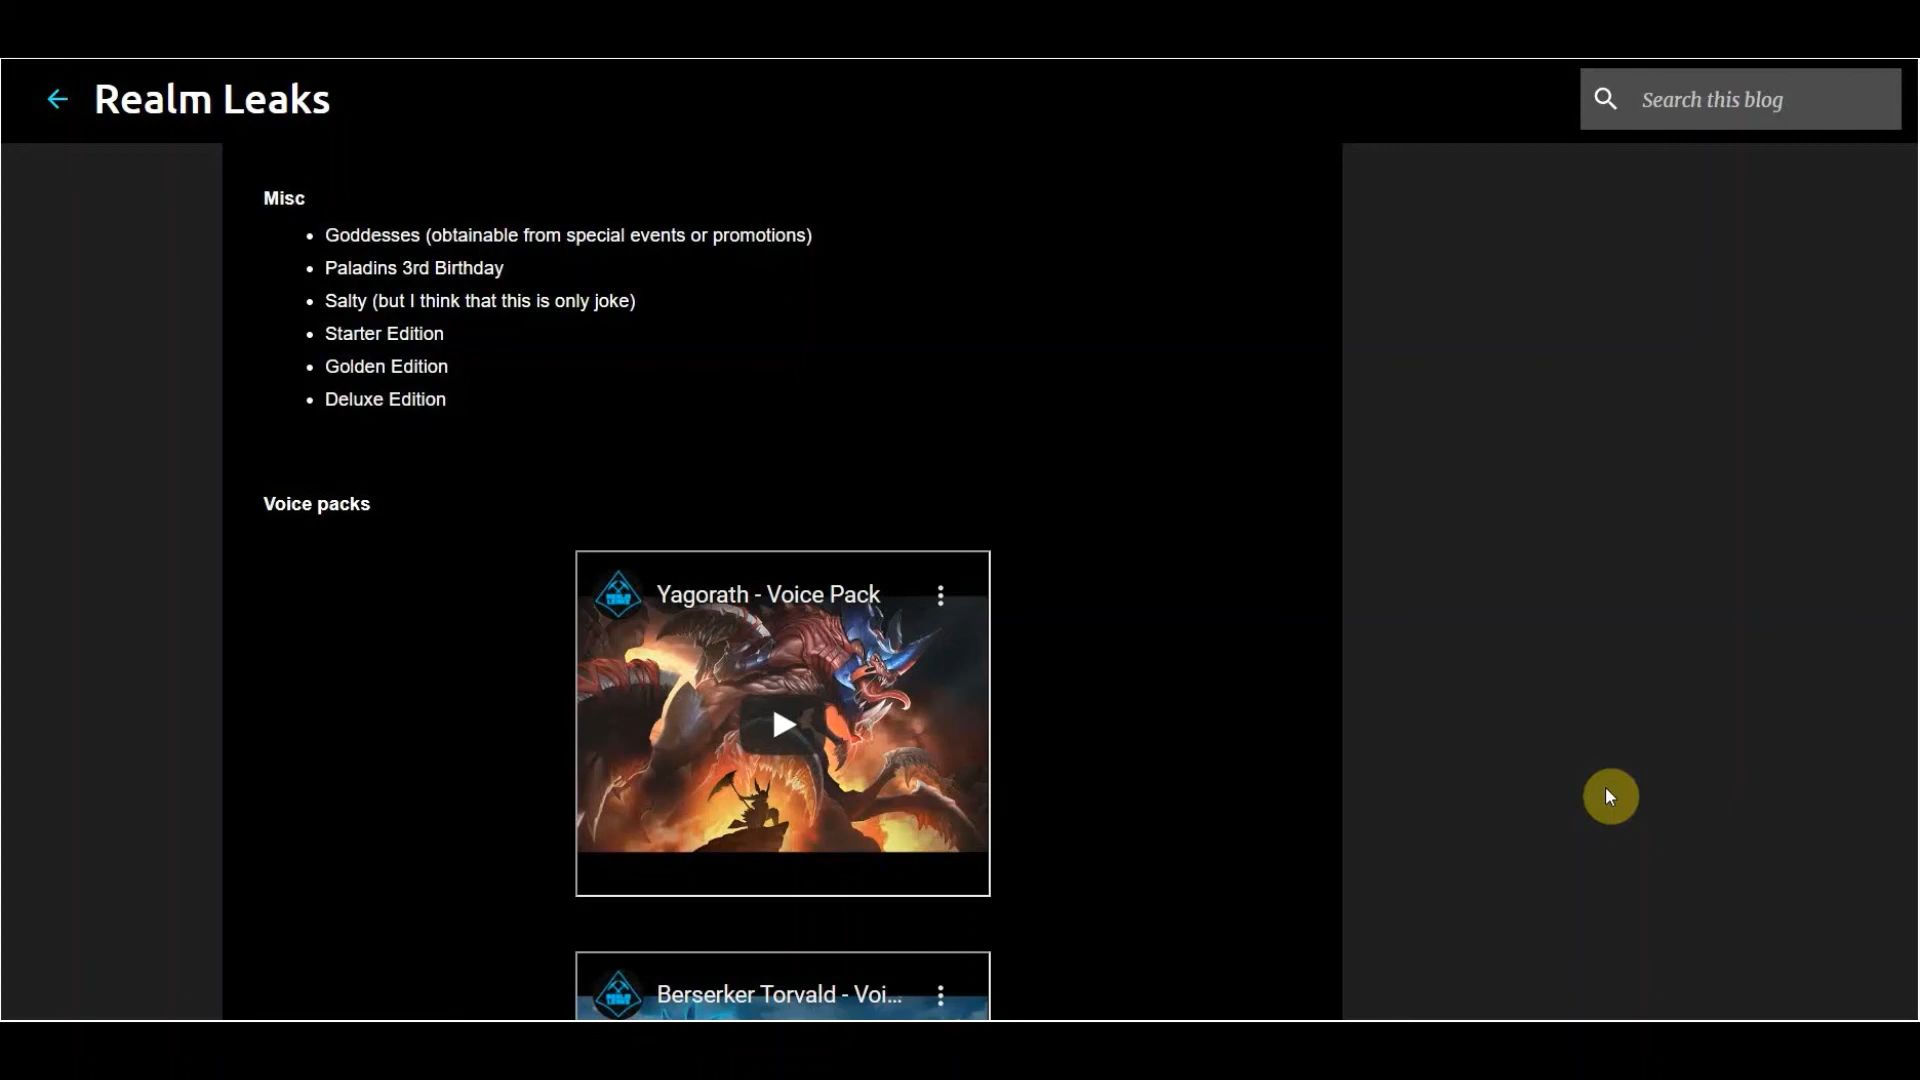 Realm Leaks
Search this blog
Misc
Goddesses (obtainable from special events or promotions)
Paladins 3rd Birthday
Salty (but I think that this is only joke)
Starter Edition
Golden Edition
Deluxe Edition
Voice packs
Yagorath - Voice Pack
Berserker Torvald - Voi...